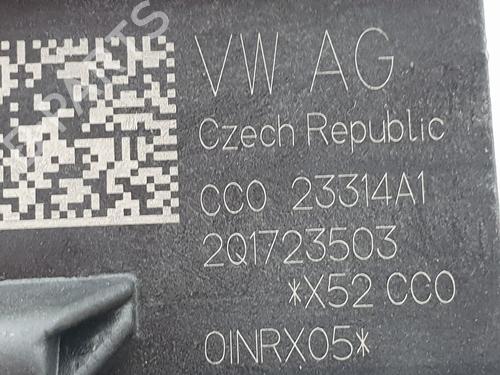 VW AG
Czech Republic
CC0 23314A1
2Q1723503
*X52 CC0
0INRX05*